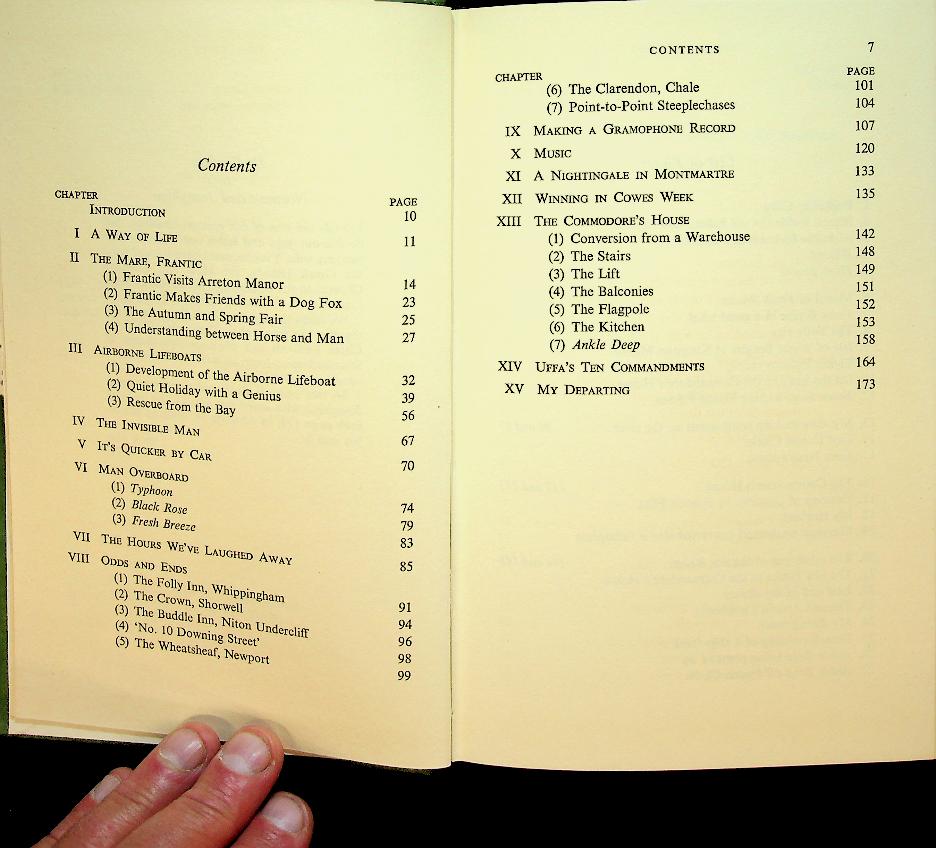 Contents
CHAPTER PAGE
INTRODUCTION 10
I A WAY OF LIFE 11
II THE MARE, FRANTIC
(1) Frantic Visits Arreton Manor 14
(2) Frantic Makes Friends with a Dog Fox 23
(3) The Autumn and Spring Fair 25
(4) Understanding between Horse and Man 27
III AIRBORNE LIFEBOATS
(1) Development of the Airborne Lifeboat 32
(2) Quiet Holiday with a Genius 39
(3) Rescue from the Bay 56
IV THE INVISIBLE MAN 67
V IT'S QUICKER BY CAR 70
VI MAN OVERBOARD
(1) Typhoon 74
(2) Black Rose 79
(3) Fresh Breeze 83
VII THE HOURS WE'VE LAUGHED AWAY 85
VIII ODDS AND ENDS
(1) The Folly Inn, Whippingham 91
(2) The Crown, Shorwell 94
(3) The Buddle Inn, Niton Undercliff 96
(4) 'No. 10 Downing Street' 98
(5) The Wheatsheaf, Newport 99
CONTENTS 7
CHAPTER PAGE
(6) The Clarendon, Chale 101
(7) Point-to-Point Steeplechases 104
IX MAKING A GRAMOPHONE RECORD 107
X MUSIC 120
XI A NIGHTINGALE IN MONTMARTRE 133
XII WINNING IN COWES WEEK 135
XIII THE COMMODORE'S HOUSE
(1) Conversion from a Warehouse 142
(2) The Stairs 148
(3) The Lift 149
(4) The Balconies 151
(5) The Flagpole 152
(6) The Kitchen 153
(7) Ankle Deep 158
XIV UFFA'S TEN COMMANDMENTS 164
XV MY DEPARTING 173